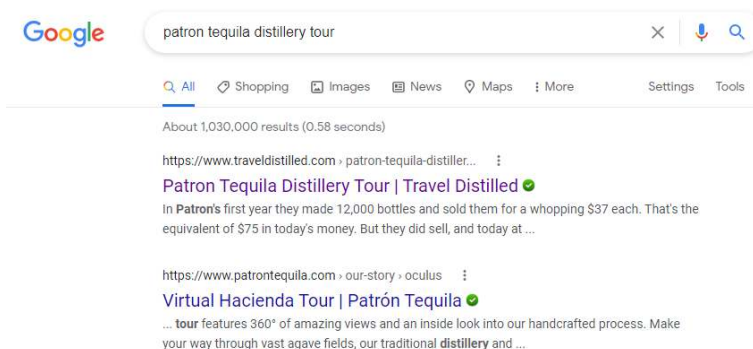 Google
patron tequila distillery tour
All Shopping Images News Maps More Settings Tools
About 1,030,000 results (0.58 seconds)
https://www.traveldistilled.com › patron-tequila-distiller...
Patron Tequila Distillery Tour | Travel Distilled
In Patron's first year they made 12,000 bottles and sold them for a whopping $37 each. That's the
equivalent of $75 in today's money. But they did sell, and today at ...
https://www.patrontequila.com › our-story › oculus
Virtual Hacienda Tour | Patrón Tequila
... tour features 360° of amazing views and an inside look into our handcrafted process. Make
your way through vast agave fields, our traditional distillery and ...